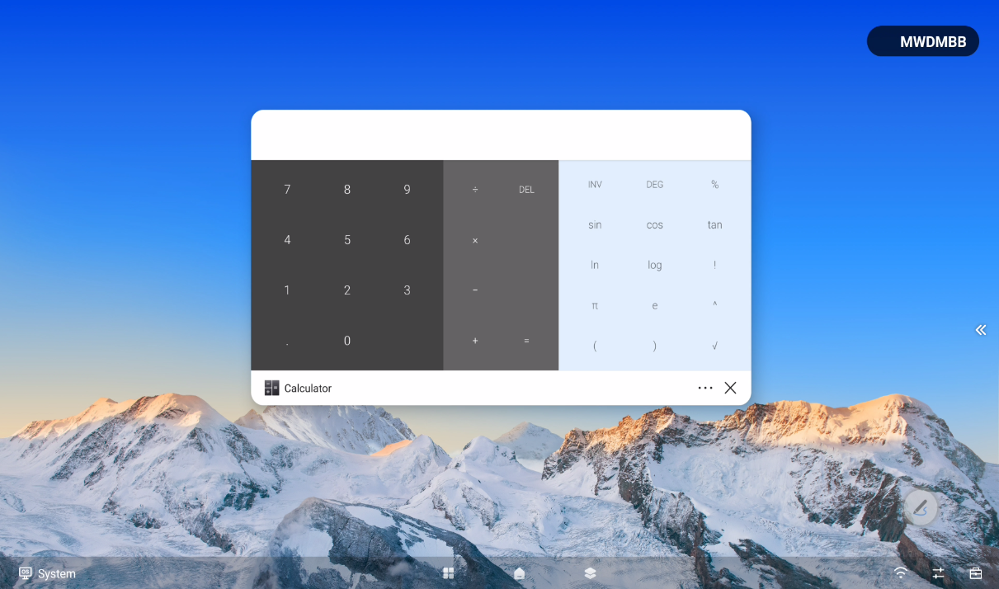 MWDMBB
7 8 9 ÷ DEL INV DEG %
sin cos tan
4 5 6 ×
ln log !
1 2 3 −
π e ^
. 0 + =
( ) √
Calculator
System